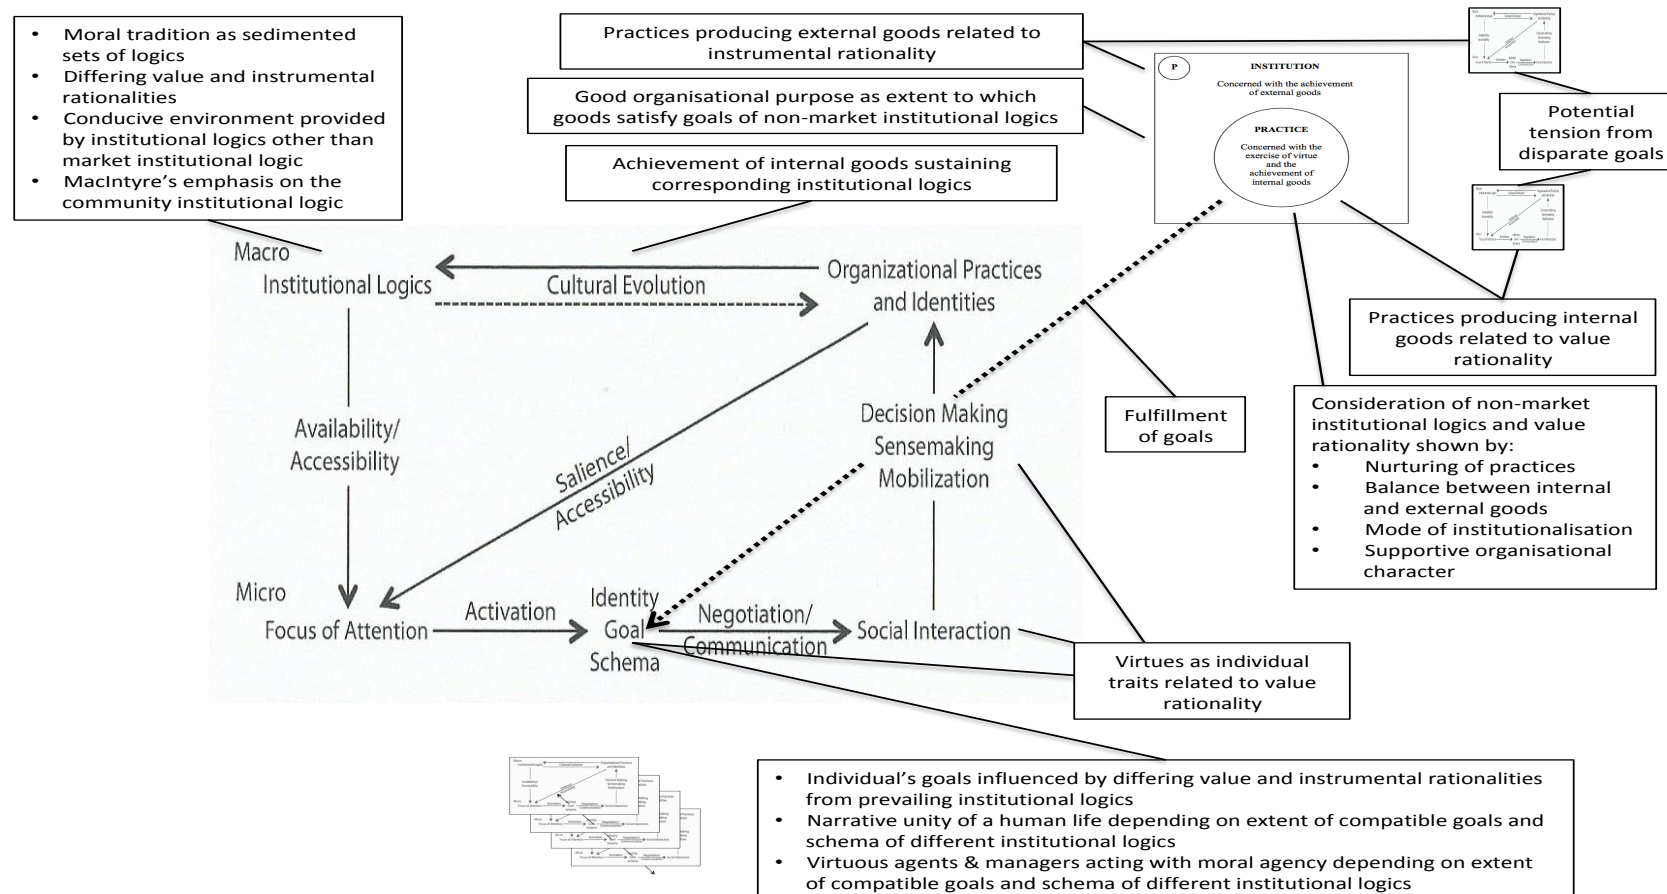 • Moral tradition as sedimented
sets of logics
• Differing value and instrumental
rationalities
• Conducive environment provided
by institutional logics other than
market institutional logic
• MacIntyre's emphasis on the
community institutional logic
Practices producing external goods related to
instrumental rationality
Good organisational purpose as extent to which
goods satisfy goals of non-market institutional logics
Achievement of internal goods sustaining
corresponding institutional logics
P
INSTITUTION
Concerned with the achievement
of external goods
PRACTICE
Concerned with the
exercise of virtue
and the
achievement of
internal goods
Potential
tension from
disparate goals
Macro
Institutional Logics
Cultural Evolution
Organizational Practices
and Identities
Practices producing internal
goods related to value
rationality
Availability/
Accessibility
Salience/
Accessibility
Decision Making
Sensemaking
Mobilization
Fulfillment
of goals
Consideration of non-market
institutional logics and value
rationality shown by:
• Nurturing of practices
• Balance between internal
and external goods
• Mode of institutionalisation
• Supportive organisational
character
Micro
Focus of Attention
Activation
Identity
Goal
Schema
Negotiation/
Communication
Social Interaction
Virtues as individual
traits related to value
rationality
• Individual's goals influenced by differing value and instrumental rationalities
from prevailing institutional logics
• Narrative unity of a human life depending on extent of compatible goals and
schema of different institutional logics
• Virtuous agents & managers acting with moral agency depending on extent
of compatible goals and schema of different institutional logics